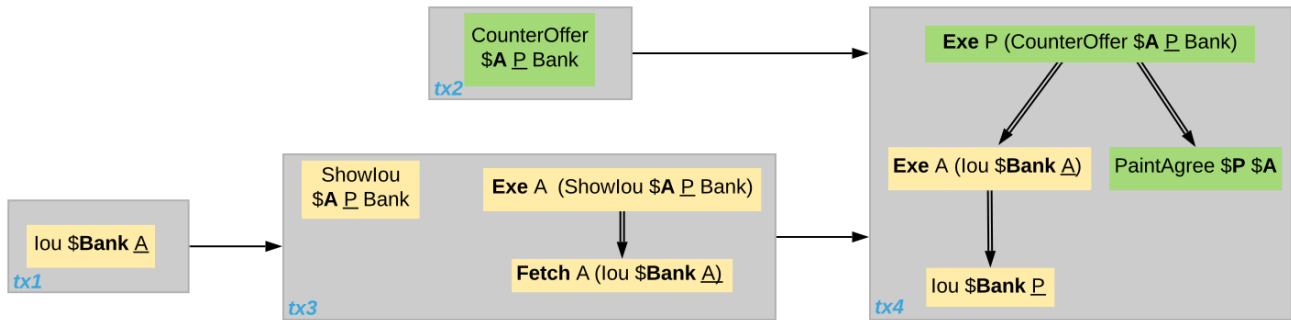 CounterOffer
$A P Bank
tx2
Exe P (CounterOffer $A P Bank)
Exe A (Iou $Bank A)
PaintAgree $P $A
Iou $Bank P
tx4
ShowIou
$A P Bank
Exe A (ShowIou $A P Bank)
Fetch A (Iou $Bank A)
tx3
Iou $Bank A
tx1